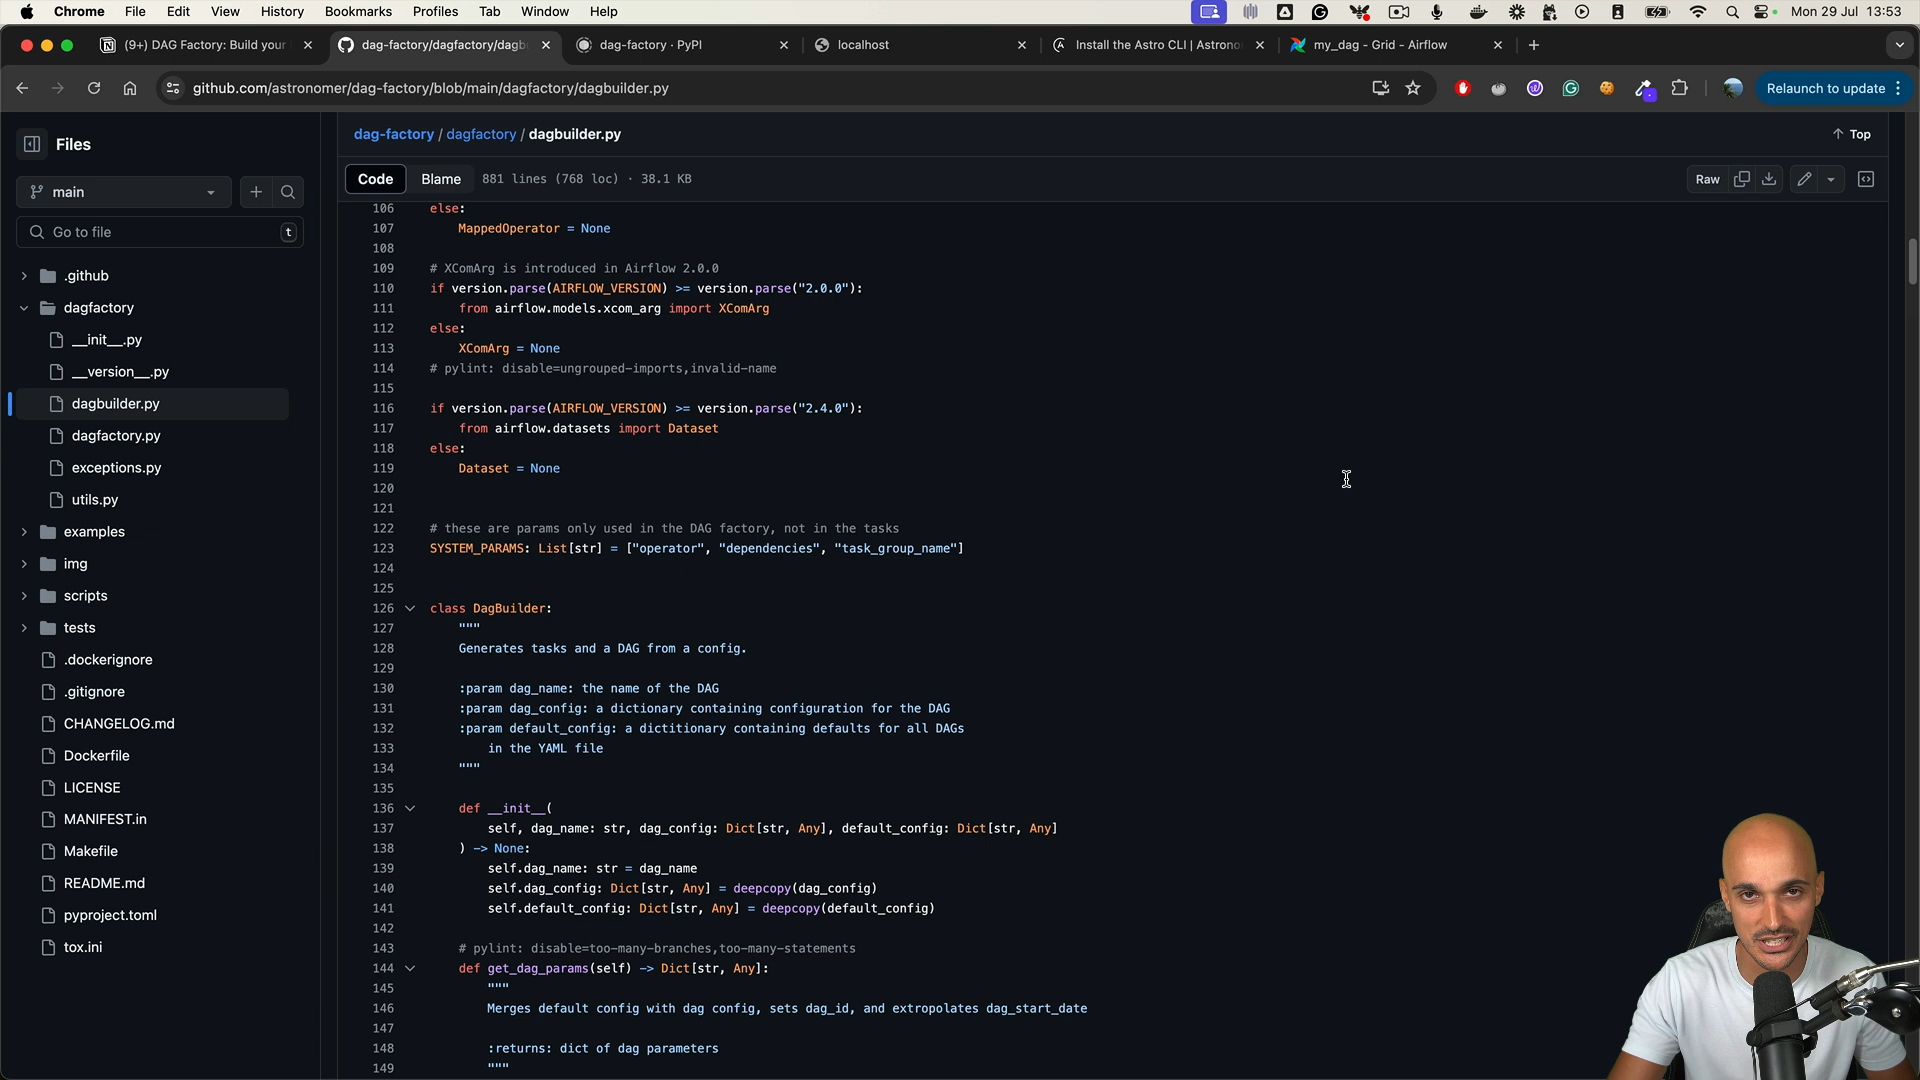 Chrome File Edit View History Bookmarks Profiles Tab Window Help Mon 29 Jul 13:53
(9+) DAG Factory: Build your
dag-factory/dagfactory/dagb
dag-factory · PyPI
localhost
Install the Astro CLI | Astrono
my_dag - Grid - Airflow
github.com/astronomer/dag-factory/blob/main/dagfactory/dagbuilder.py
Relaunch to update
Files
main
Go to file
t
.github
dagfactory
__init__.py
__version__.py
dagbuilder.py
dagfactory.py
exceptions.py
utils.py
examples
img
scripts
tests
.dockerignore
.gitignore
CHANGELOG.md
Dockerfile
LICENSE
MANIFEST.in
Makefile
README.md
pyproject.toml
tox.ini
dag-factory / dagfactory / dagbuilder.py
Top
Code Blame 881 lines (768 loc) · 38.1 KB
Raw
106 else:
107 MappedOperator = None
108
109 # XComArg is introduced in Airflow 2.0.0
110 if version.parse(AIRFLOW_VERSION) >= version.parse("2.0.0"):
111 from airflow.models.xcom_arg import XComArg
112 else:
113 XComArg = None
114 # pylint: disable=ungrouped-imports,invalid-name
115
116 if version.parse(AIRFLOW_VERSION) >= version.parse("2.4.0"):
117 from airflow.datasets import Dataset
118 else:
119 Dataset = None
120
121
122 # these are params only used in the DAG factory, not in the tasks
123 SYSTEM_PARAMS: List[str] = ["operator", "dependencies", "task_group_name"]
124
125
126 class DagBuilder:
127 """
128 Generates tasks and a DAG from a config.
129
130 :param dag_name: the name of the DAG
131 :param dag_config: a dictionary containing configuration for the DAG
132 :param default_config: a dictitionary containing defaults for all DAGs
133 in the YAML file
134 """
135
136 def __init__(
137 self, dag_name: str, dag_config: Dict[str, Any], default_config: Dict[str, Any]
138 ) -> None:
139 self.dag_name: str = dag_name
140 self.dag_config: Dict[str, Any] = deepcopy(dag_config)
141 self.default_config: Dict[str, Any] = deepcopy(default_config)
142
143 # pylint: disable=too-many-branches,too-many-statements
144 def get_dag_params(self) -> Dict[str, Any]:
145 """
146 Merges default config with dag config, sets dag_id, and extropolates dag_start_date
147
148 :returns: dict of dag parameters
149 """